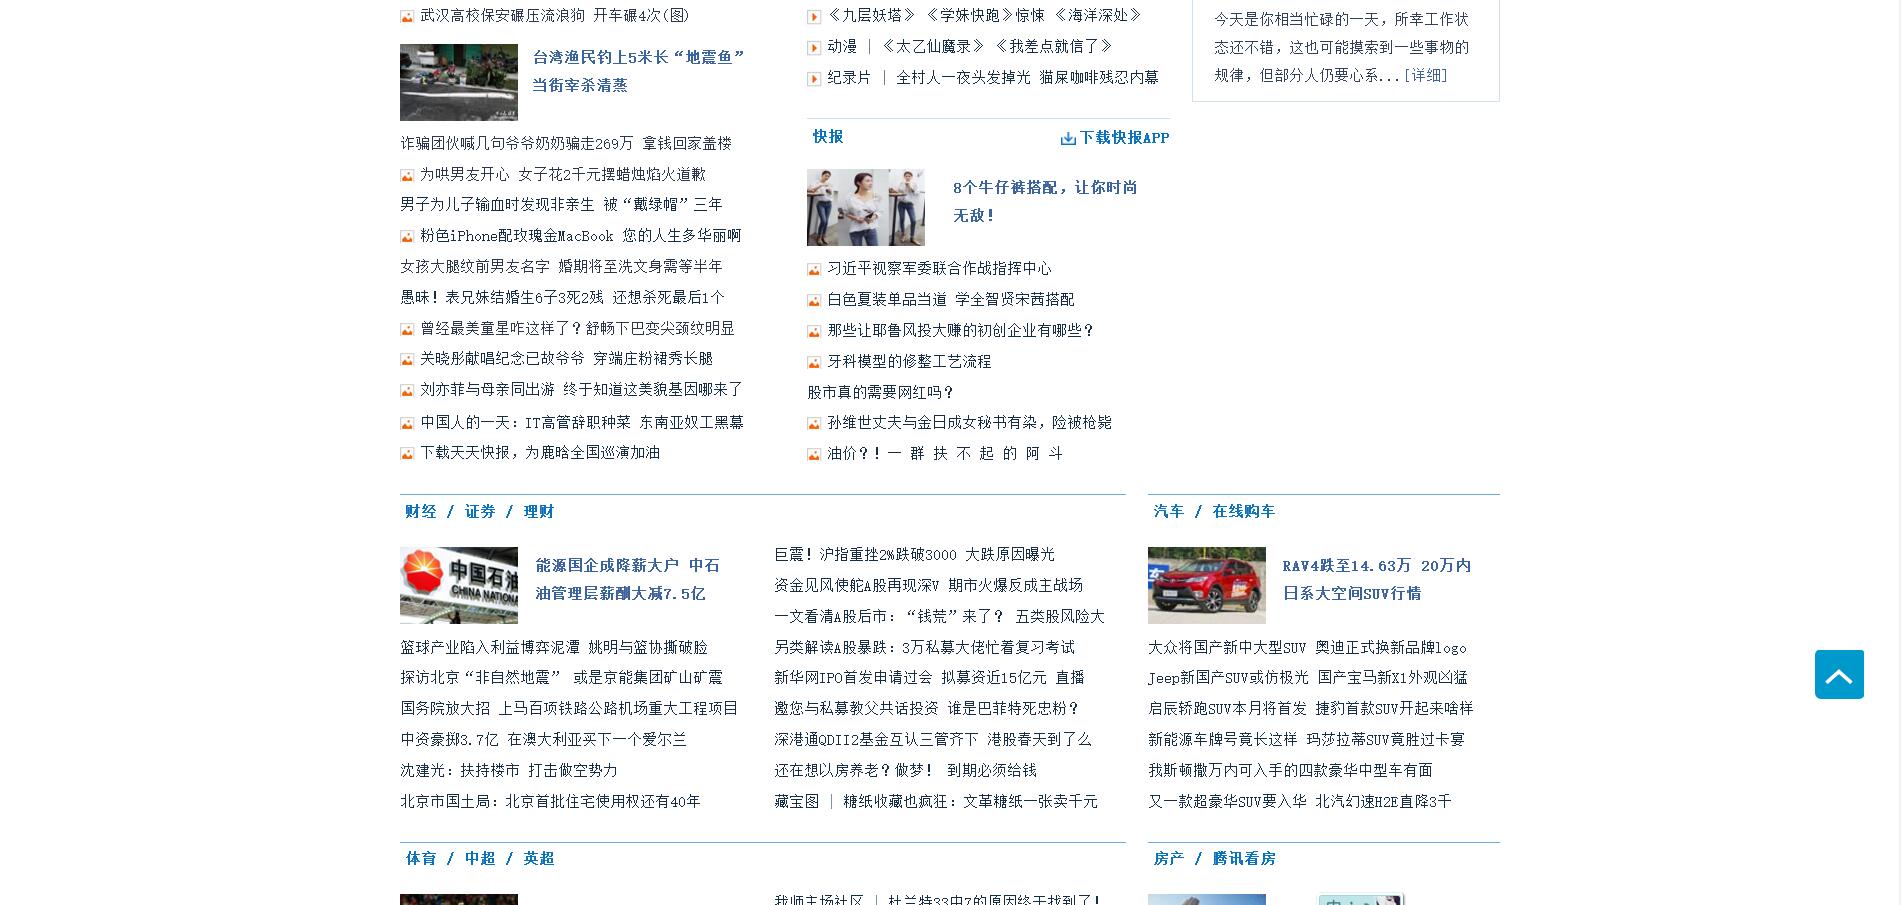 武汉高校保安碾压流浪狗 开车碾4次(图)
台湾渔民钓上5米长“地震鱼”
当街宰杀清蒸
诈骗团伙喊几句爷爷奶奶骗走269万 拿钱回家盖楼
为哄男友开心 女子花2千元摆蜡烛焰火道歉
男子为儿子输血时发现非亲生 被“戴绿帽”三年
粉色iPhone配玫瑰金MacBook 您的人生多华丽啊
女孩大腿纹前男友名字 婚期将至洗文身需等半年
愚昧！表兄妹结婚生6子3死2残 还想杀死最后1个
曾经最美童星咋这样了？舒畅下巴变尖颈纹明显
关晓彤献唱纪念已故爷爷 穿端庄粉裙秀长腿
刘亦菲与母亲同出游 终于知道这美貌基因哪来了
中国人的一天：IT高管辞职种菜 东南亚奴工黑幕
下载天天快报，为鹿晗全国巡演加油
《九层妖塔》 《学妹快跑》惊悚 《海洋深处》
动漫 | 《太乙仙魔录》 《我差点就信了》
纪录片 | 全村人一夜头发掉光 猫屎咖啡残忍内幕
快报
下载快报APP
8个牛仔裤搭配，让你时尚
无敌！
习近平视察军委联合作战指挥中心
白色夏装单品当道 学全智贤宋茜搭配
那些让耶鲁风投大赚的初创企业有哪些？
牙科模型的修整工艺流程
股市真的需要网红吗？
孙维世丈夫与金日成女秘书有染，险被枪毙
油价？！一 群 扶 不 起 的 阿 斗
今天是你相当忙碌的一天，所幸工作状
态还不错，这也可能摸索到一些事物的
规律，但部分人仍要心系...[详细]
财经 / 证券 / 理财
中国石油
CHINA NATIONA
能源国企成降薪大户 中石
油管理层薪酬大减7.5亿
篮球产业陷入利益博弈泥潭 姚明与篮协撕破脸
探访北京“非自然地震” 或是京能集团矿山矿震
国务院放大招 上马百项铁路公路机场重大工程项目
中资豪掷3.7亿 在澳大利亚买下一个爱尔兰
沈建光：扶持楼市 打击做空势力
北京市国土局：北京首批住宅使用权还有40年
巨震！沪指重挫2%跌破3000 大跌原因曝光
资金见风使舵A股再现深V 期市火爆反成主战场
一文看清A股后市：“钱荒”来了？ 五类股风险大
另类解读A股暴跌：3万私募大佬忙着复习考试
新华网IPO首发申请过会 拟募资近15亿元 直播
邀您与私募教父共话投资 谁是巴菲特死忠粉？
深港通QDII2基金互认三管齐下 港股春天到了么
还在想以房养老？做梦！ 到期必须给钱
藏宝图 | 糖纸收藏也疯狂：文革糖纸一张卖千元
汽车 / 在线购车
RAV4跌至14.63万 20万内
日系大空间SUV行情
大众将国产新中大型SUV 奥迪正式换新品牌logo
Jeep新国产SUV或仿极光 国产宝马新X1外观凶猛
启辰轿跑SUV本月将首发 捷豹首款SUV开起来啥样
新能源车牌号竟长这样 玛莎拉蒂SUV竟胜过卡宴
我斯顿撒万内可入手的四款豪华中型车有面
又一款超豪华SUV要入华 北汽幻速H2E直降3千
体育 / 中超 / 英超
我师主场社区 | 杜兰特33中7的原因终于找到了！
房产 / 腾讯看房